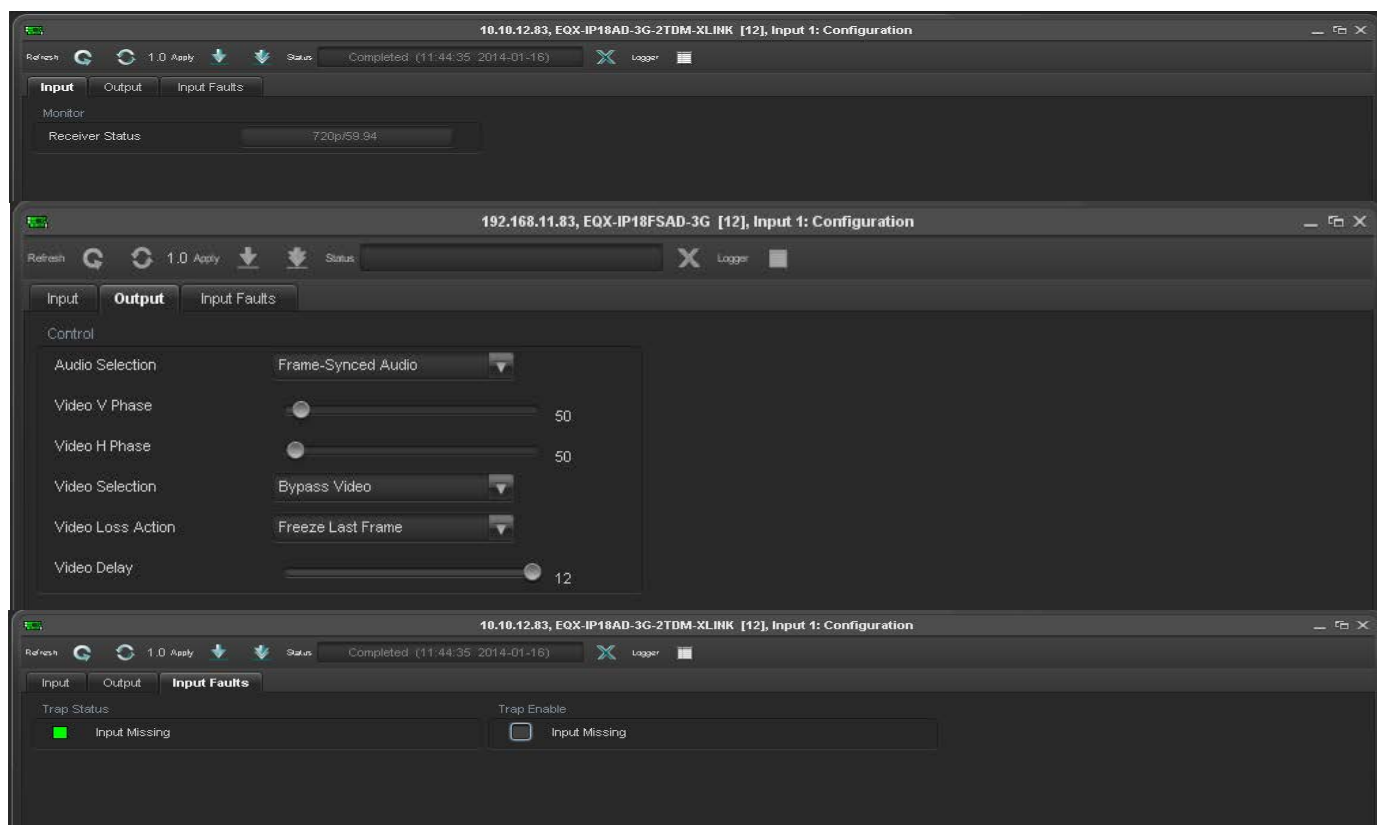 10.10.12.83, EQX-IP18AD-3G-2TDM-XLINK [12], Input 1: Configuration
Refresh 1.0 Apply Status Completed (11:44:35 2014-01-16) Logger
Input Output Input Faults
Monitor
Receiver Status 720p/59.94
192.168.11.83, EQX-IP18FSAD-3G [12], Input 1: Configuration
Refresh 1.0 Apply Status Logger
Input Output Input Faults
Control
Audio Selection Frame-Synced Audio
Video V Phase 50
Video H Phase 50
Video Selection Bypass Video
Video Loss Action Freeze Last Frame
Video Delay 12
10.10.12.83, EQX-IP18AD-3G-2TDM-XLINK [12], Input 1: Configuration
Refresh 1.0 Apply Status Completed (11:44:35 2014-01-16) Logger
Input Output Input Faults
Trap Status Trap Enable
Input Missing Input Missing